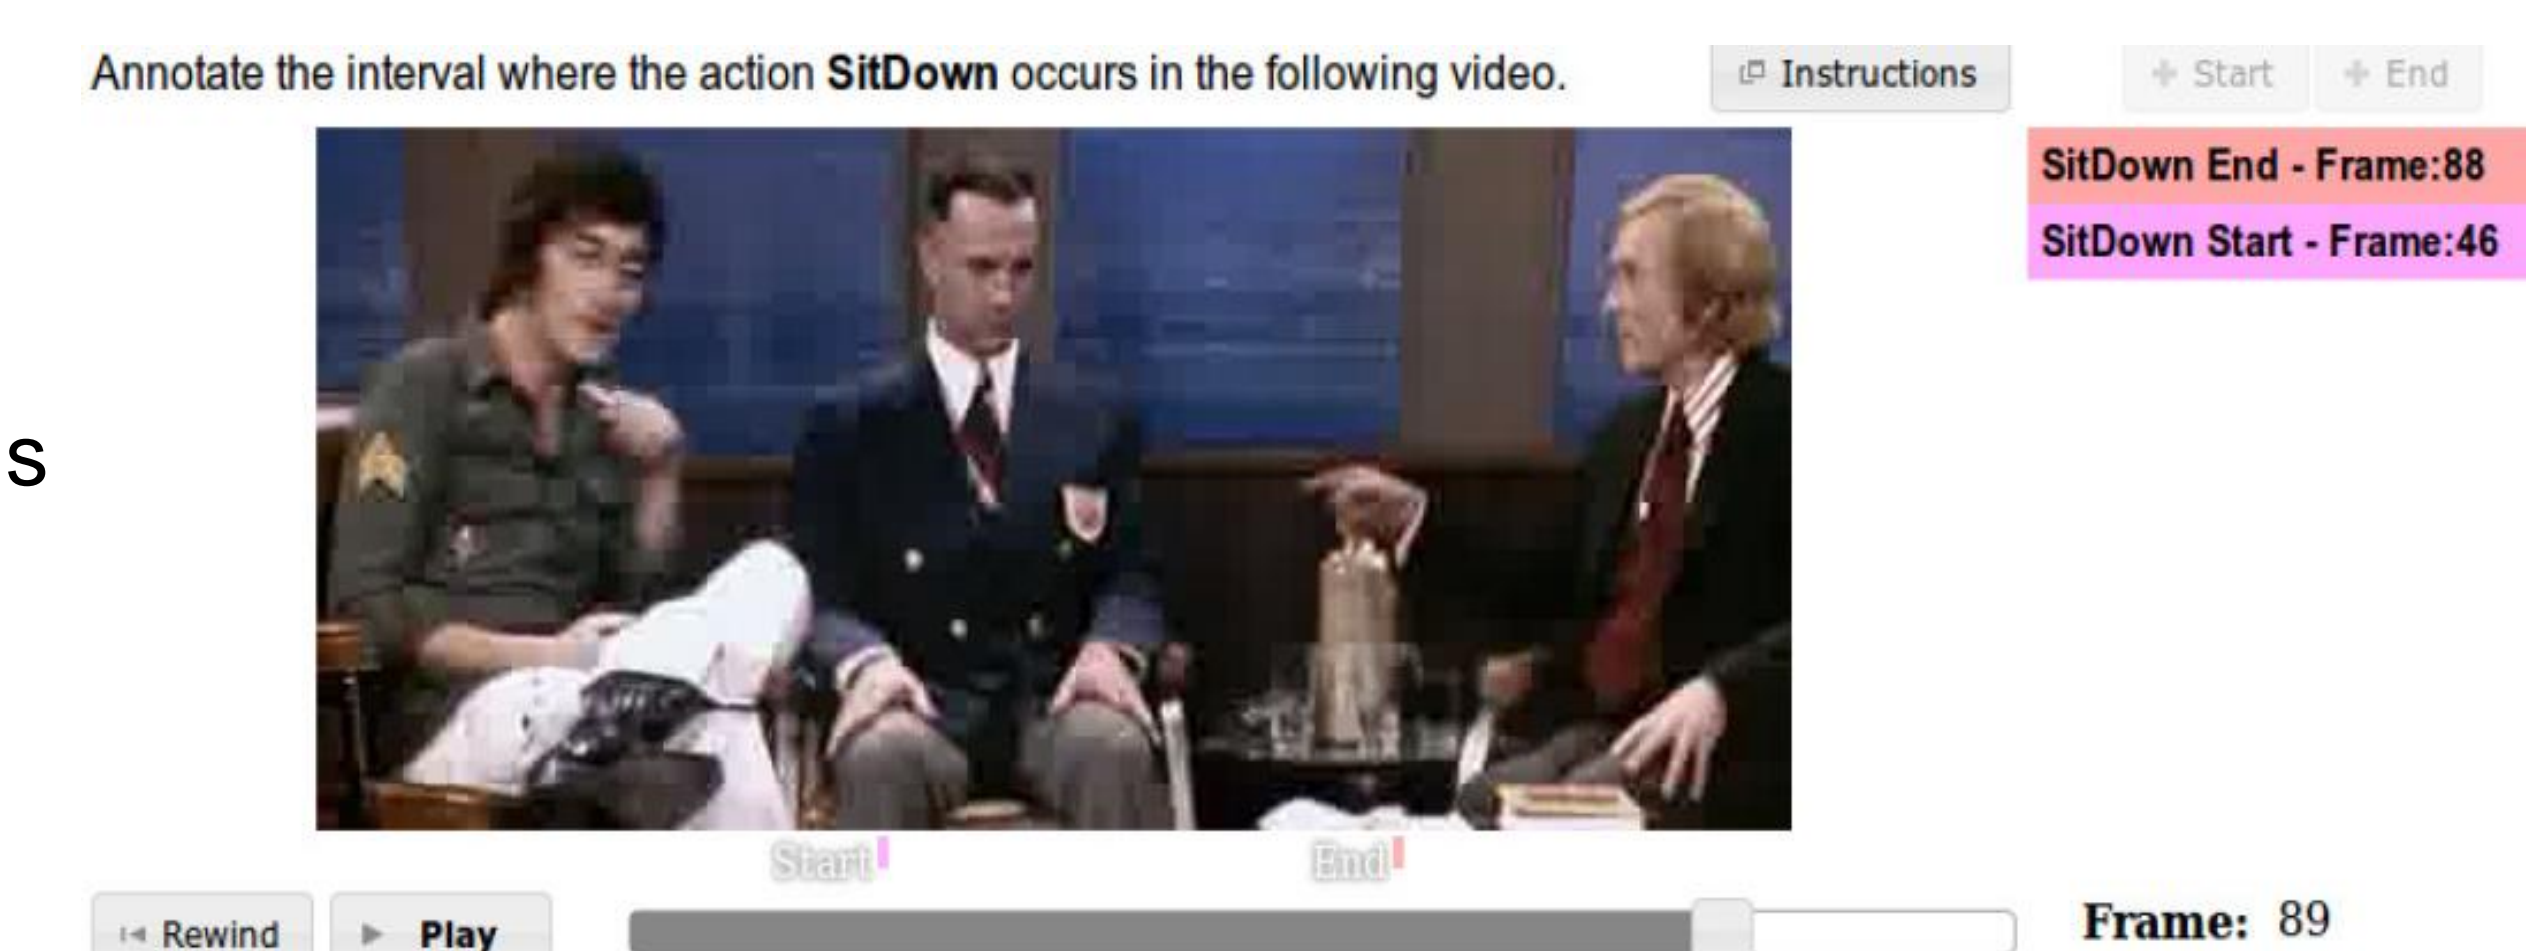 Annotate the interval where the action SitDown occurs in the following video.
Instructions
+ Start
+ End
SitDown End - Frame:88
SitDown Start - Frame:46
s
Start
End
Rewind
Play
Frame: 89